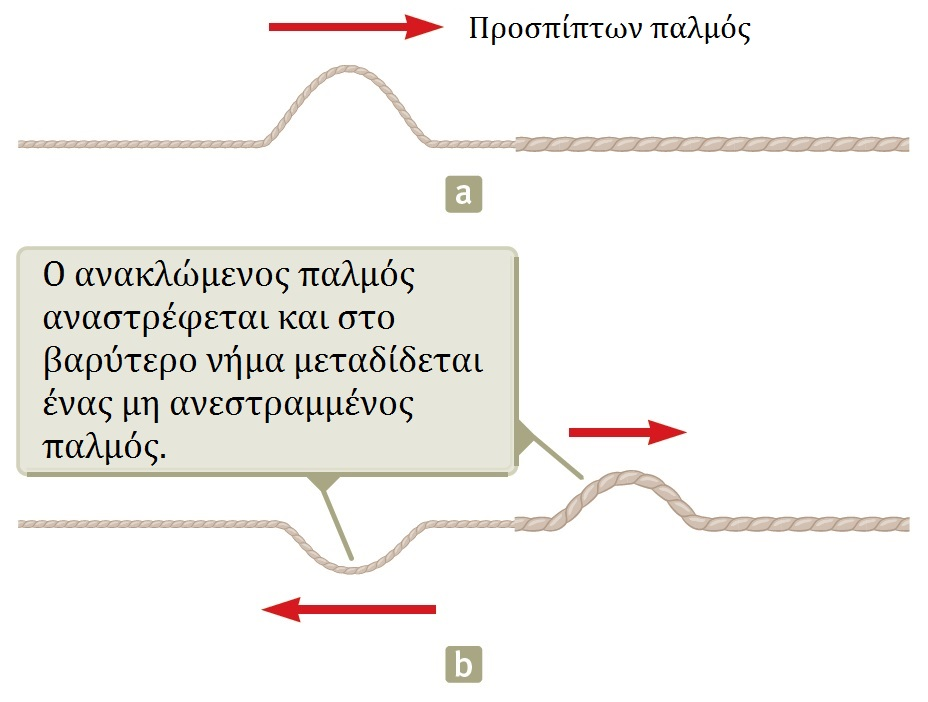 Προσπίπτων παλμός
a
Ο ανακλώμενος παλμός
αναστρέφεται και στο
βαρύτερο νήμα μεταδίδεται
ένας μη ανεστραμμένος
παλμός.
b